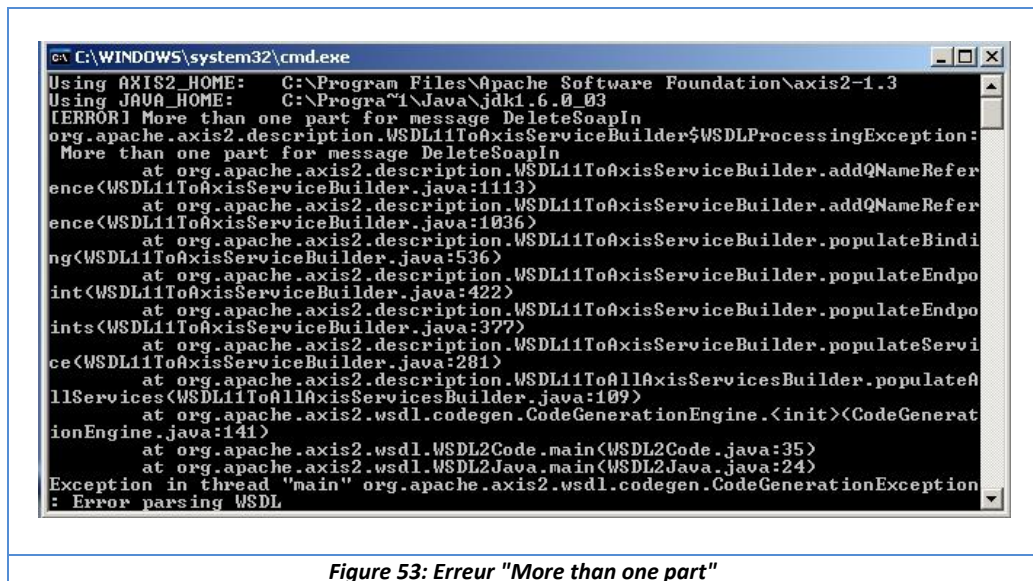 C:\WINDOWS\system32\cmd.exe
Using AXIS2_HOME:   C:\Program Files\Apache Software Foundation\axis2-1.3
Using JAVA_HOME:    C:\Progra~1\Java\jdk1.6.0_03
[ERROR] More than one part for message DeleteSoapIn
org.apache.axis2.description.WSDL11ToAxisServiceBuilder$WSDLProcessingException:
 More than one part for message DeleteSoapIn
        at org.apache.axis2.description.WSDL11ToAxisServiceBuilder.addQNameRefer
ence(WSDL11ToAxisServiceBuilder.java:1113)
        at org.apache.axis2.description.WSDL11ToAxisServiceBuilder.addQNameRefer
ence(WSDL11ToAxisServiceBuilder.java:1036)
        at org.apache.axis2.description.WSDL11ToAxisServiceBuilder.populateBindi
ng(WSDL11ToAxisServiceBuilder.java:536)
        at org.apache.axis2.description.WSDL11ToAxisServiceBuilder.populateEndpo
int(WSDL11ToAxisServiceBuilder.java:422)
        at org.apache.axis2.description.WSDL11ToAxisServiceBuilder.populateEndpo
ints(WSDL11ToAxisServiceBuilder.java:377)
        at org.apache.axis2.description.WSDL11ToAxisServiceBuilder.populateServi
ce(WSDL11ToAxisServiceBuilder.java:281)
        at org.apache.axis2.description.WSDL11ToAllAxisServicesBuilder.populateA
llServices(WSDL11ToAllAxisServicesBuilder.java:109)
        at org.apache.axis2.wsdl.codegen.CodeGenerationEngine.<init>(CodeGenerat
ionEngine.java:141)
        at org.apache.axis2.wsdl.WSDL2Code.main(WSDL2Code.java:35)
        at org.apache.axis2.wsdl.WSDL2Java.main(WSDL2Java.java:24)
Exception in thread "main" org.apache.axis2.wsdl.codegen.CodeGenerationException
: Error parsing WSDL
Figure 53: Erreur "More than one part"